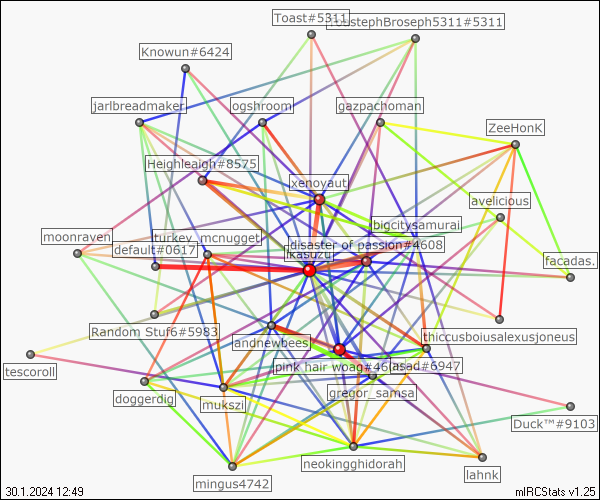 Toast#5311
BrostephBroseph5311#5311
Knowun#6424
jarlbreadmaker
ogshroom
gazpachoman
ZeeHonK
Heighleaigh#8575
xenoyaut
avelicious
bigcitysamurai
moonraven
turkey_mcnugget
default#0617
disaster of passion#4608
ikasuzu
facadas.
Random Stuf6#5983
andnewbees
thiccusboiusalexusjoneus
tescoroll
pink hair woag#46
asad#6947
doggerdig
mukszi
gregor_samsa
Duck™#9103
neokingghidorah
mingus4742
lahnk
30.1.2024 12:49
mIRCStats v1.25